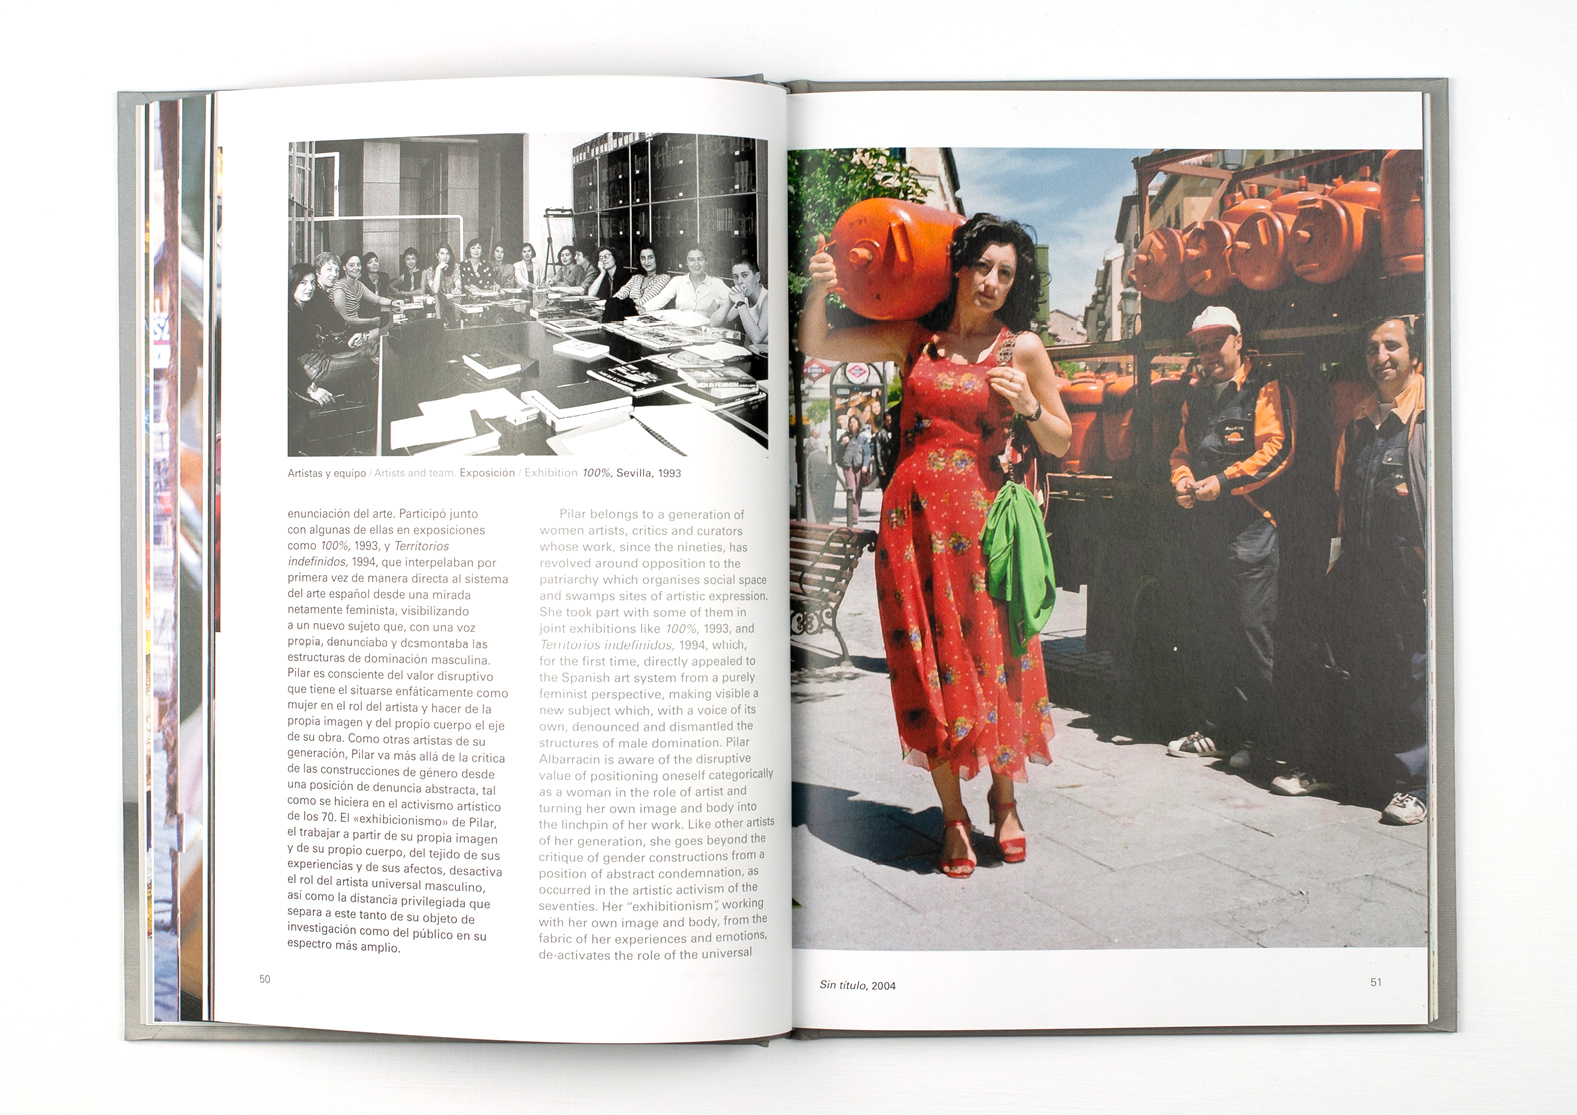 Artistas y equipo / Artists and team. Exposición / Exhibition 100%, Sevilla, 1993
enunciación del arte. Participó junto
con algunas de ellas en exposiciones
como 100%, 1993, y Territorios
indefinidos, 1994, que interpelaban por
primera vez de manera directa al sistema
del arte español desde una mirada
netamente feminista, visibilizando
a un nuevo sujeto que, con una voz
propia, denunciaba y desmontaba las
estructuras de dominación masculina.
Pilar es consciente del valor disruptivo
que tiene el situarse enfáticamente como
mujer en el rol del artista y hacer de la
propia imagen y del propio cuerpo el eje
de su obra. Como otras artistas de su
generación, Pilar va más allá de la crítica
de las construcciones de género desde
una posición de denuncia abstracta, tal
como se hiciera en el activismo artístico
de los 70. El «exhibicionismo» de Pilar,
el trabajar a partir de su propia imagen
y de su propio cuerpo, del tejido de sus
experiencias y de sus afectos, desactiva
el rol del artista universal masculino,
así como la distancia privilegiada que
separa a este tanto de su objeto de
investigación como del público en su
espectro más amplio.
50
Pilar belongs to a generation of
women artists, critics and curators
whose work, since the nineties, has
revolved around opposition to the
patriarchy which organises social space
and swamps sites of artistic expression.
She took part with some of them in
joint exhibitions like 100%, 1993, and
Territorios indefinidos, 1994, which,
for the first time, directly appealed to
the Spanish art system from a purely
feminist perspective, making visible a
new subject which, with a voice of its
own, denounced and dismantled the
structures of male domination. Pilar
Albarracín is aware of the disruptive
value of positioning oneself categorically
as a woman in the role of artist and
turning her own image and body into
the linchpin of her work. Like other artists
of her generation, she goes beyond the
critique of gender constructions from a
position of abstract condemnation, as
occurred in the artistic activism of the
seventies. Her “exhibitionism”, working
with her own image and body, from the
fabric of her experiences and emotions,
de-activates the role of the universal
Sin título, 2004
51